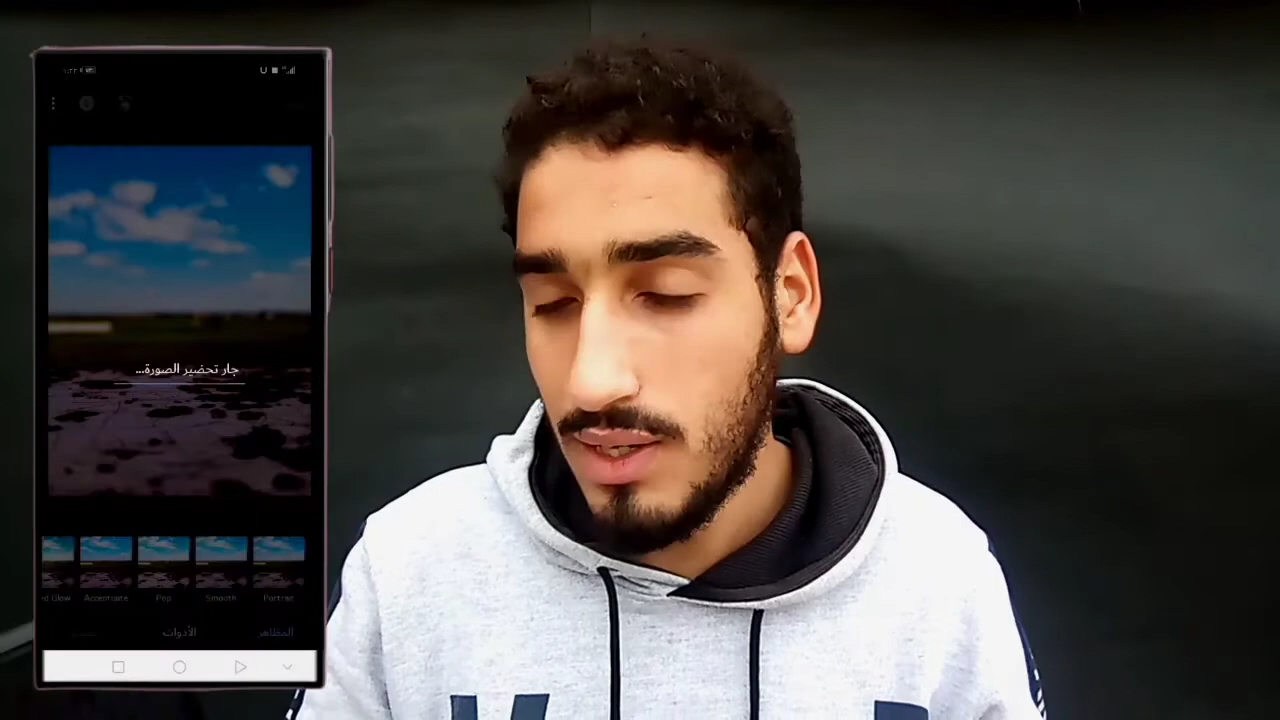 جار تحضير الصورة...
Accentuate
Pop
Smooth
Portrait
الأدوات
المظاهر